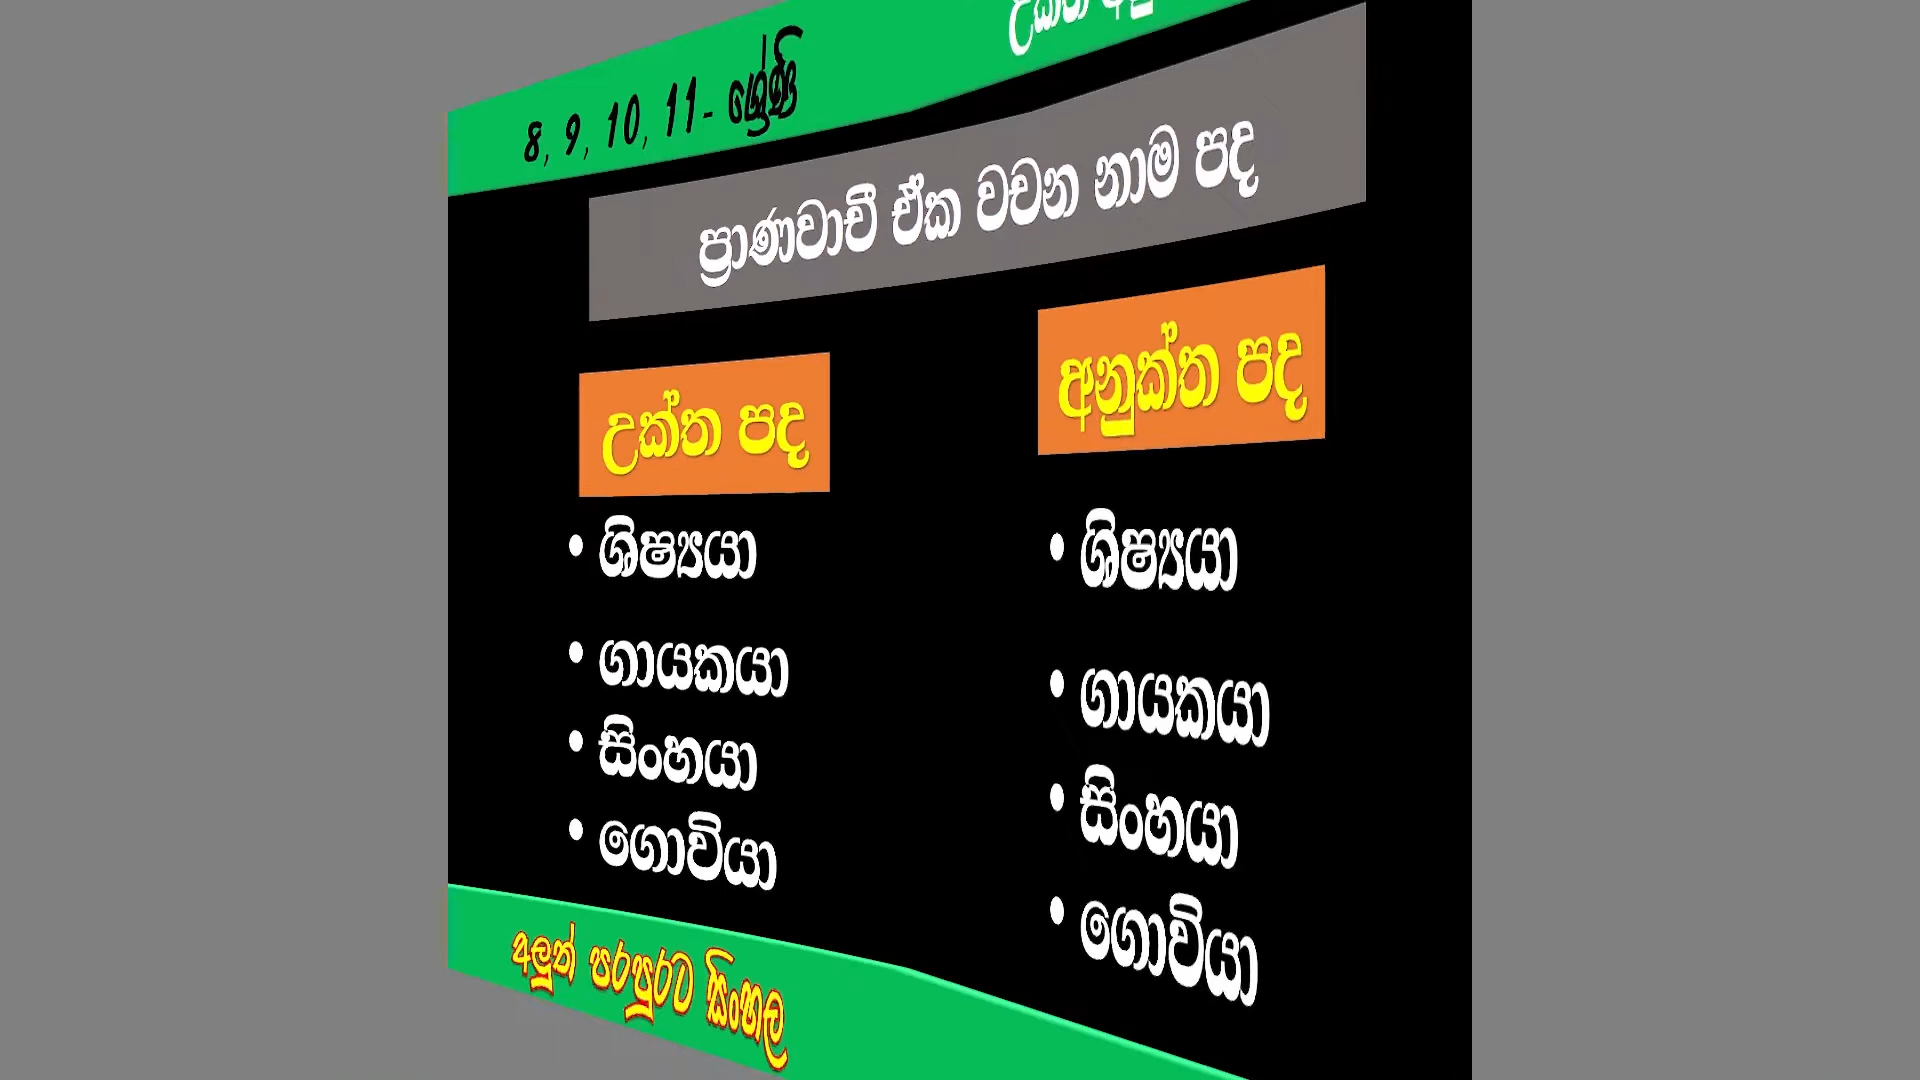 8, 9, 10, 11- ශ්‍රේණි
උක්ත
ප්‍රාණවාචී ඒක වචන නාම පද
උක්ත පද
• ශිෂ්‍යයා
• ගායකයා
• සිංහයා
• ගොවියා
අනුක්ත පද
• ශිෂ්‍යයා
• ගායකයා
• සිංහයා
• ගොවියා
අලුත් පරපුරට සිංහල